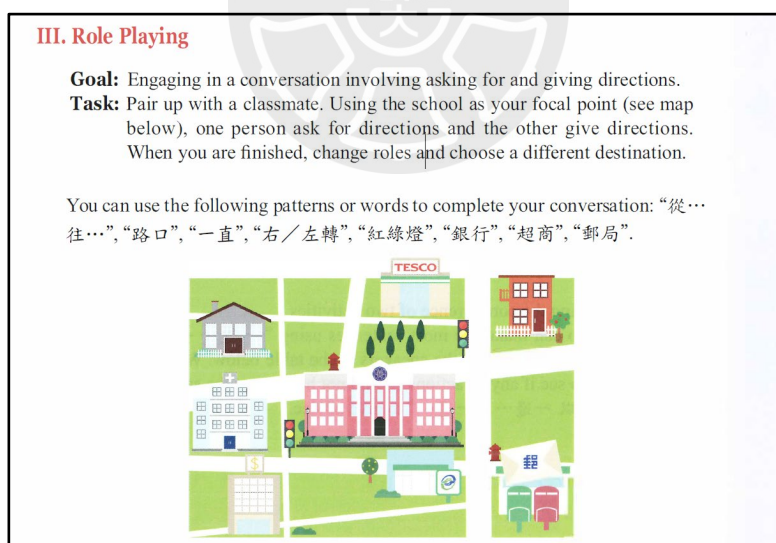 III. Role Playing
Goal: Engaging in a conversation involving asking for and giving directions.
Task: Pair up with a classmate. Using the school as your focal point (see map
below), one person ask for directions and the other give directions.
When you are finished, change roles and choose a different destination.
You can use the following patterns or words to complete your conversation: “從…
往…”, “路口”, “一直”, “右／左轉”, “紅綠燈”, “銀行”, “超商”, “郵局”.
TESCO
$
郵